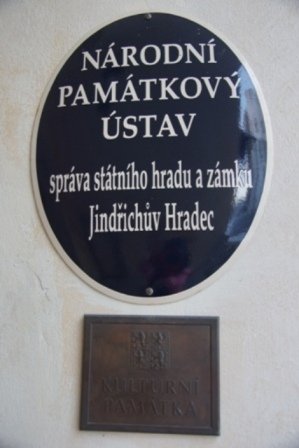 NÁRODNÍ
PAMÁTKOVÝ
ÚSTAV
správa státního hradu a zámku
Jindřichův Hradec
KULTURNÍ
PAMÁTKA